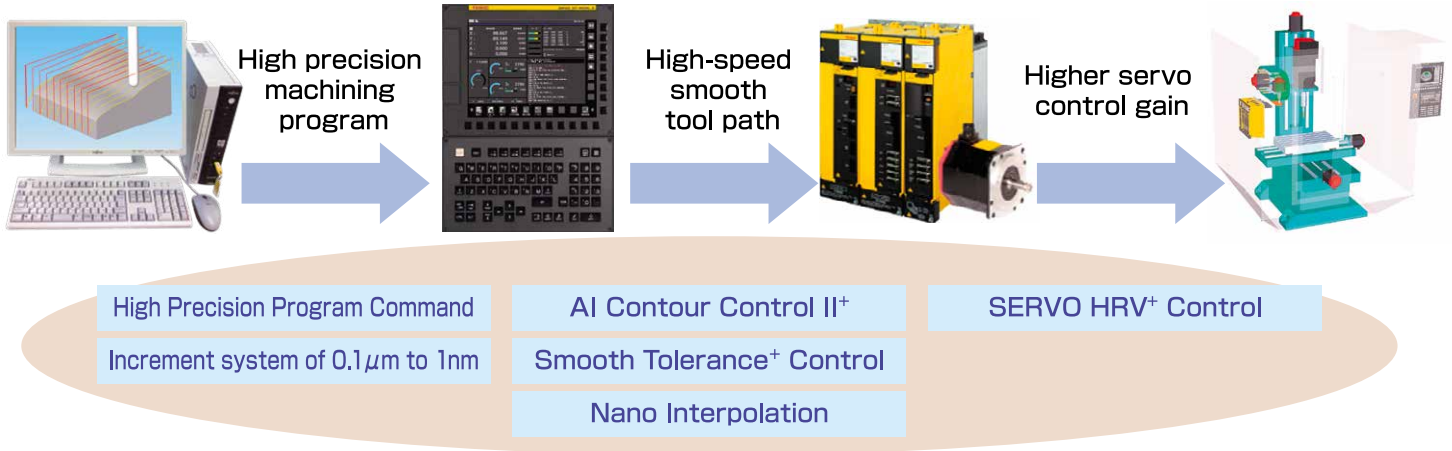 High precision
machining
program
High-speed
smooth
tool path
Higher servo
control gain
High Precision Program Command
Increment system of 0.1μm to 1nm
AI Contour Control II⁺
Smooth Tolerance⁺ Control
Nano Interpolation
SERVO HRV⁺ Control